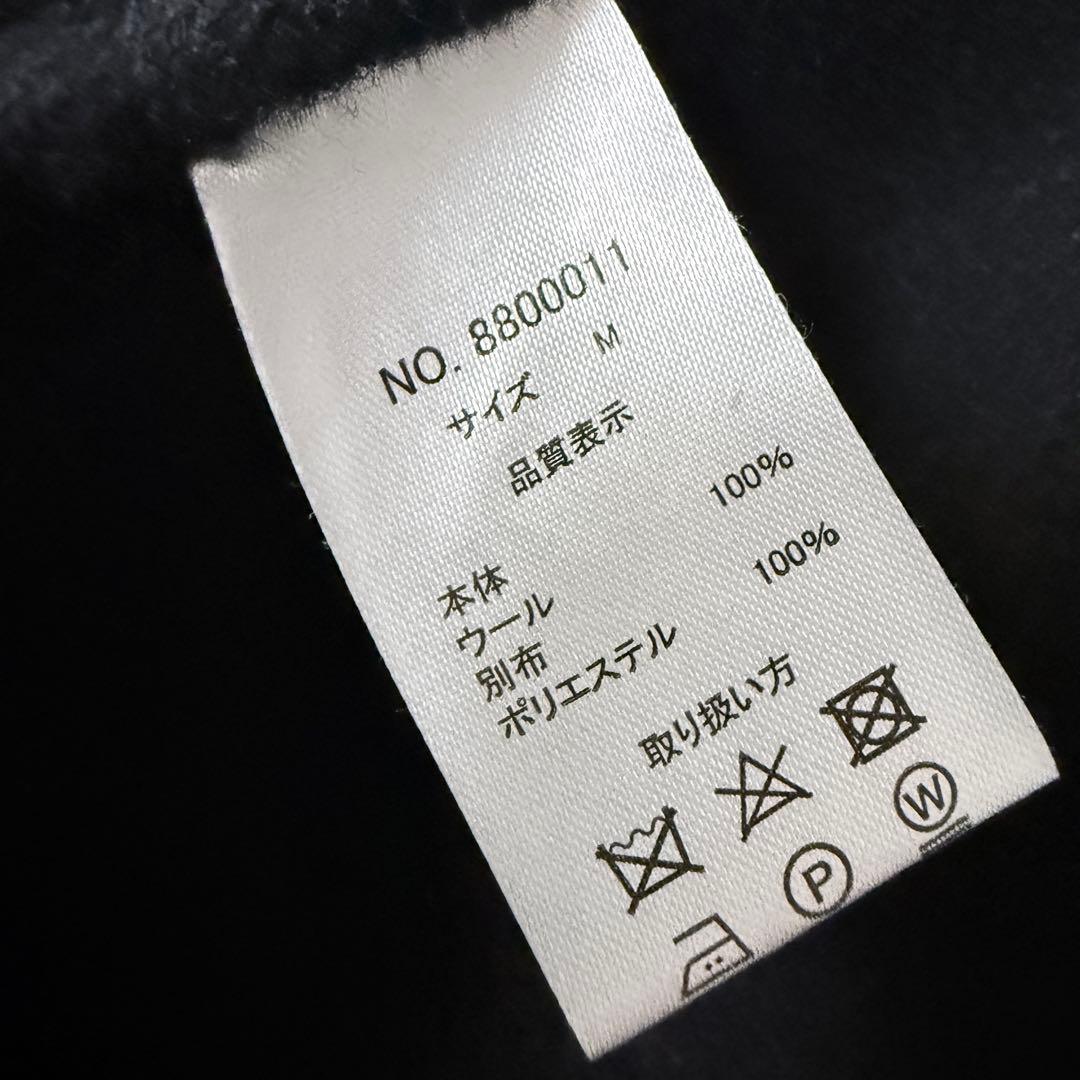 NO. 8800011
サイズ M
品質表示
本体
ウール 100%
別布
ポリエステル 100%
取り扱い方
P
W